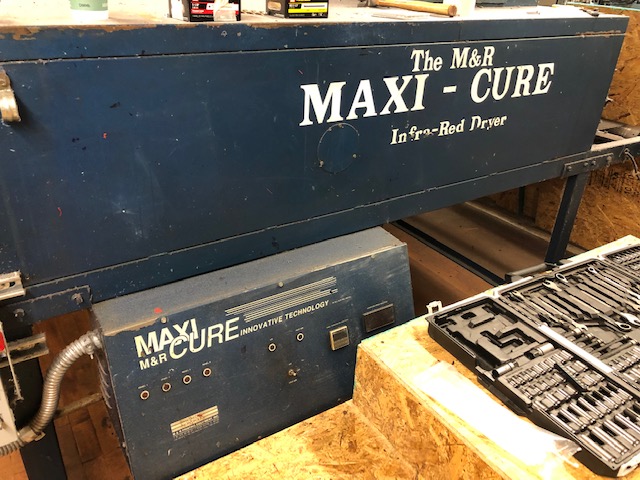 The M&R
MAXI - CURE
Infra-Red Dryer
MAXI
M&R CURE
INNOVATIVE TECHNOLOGY